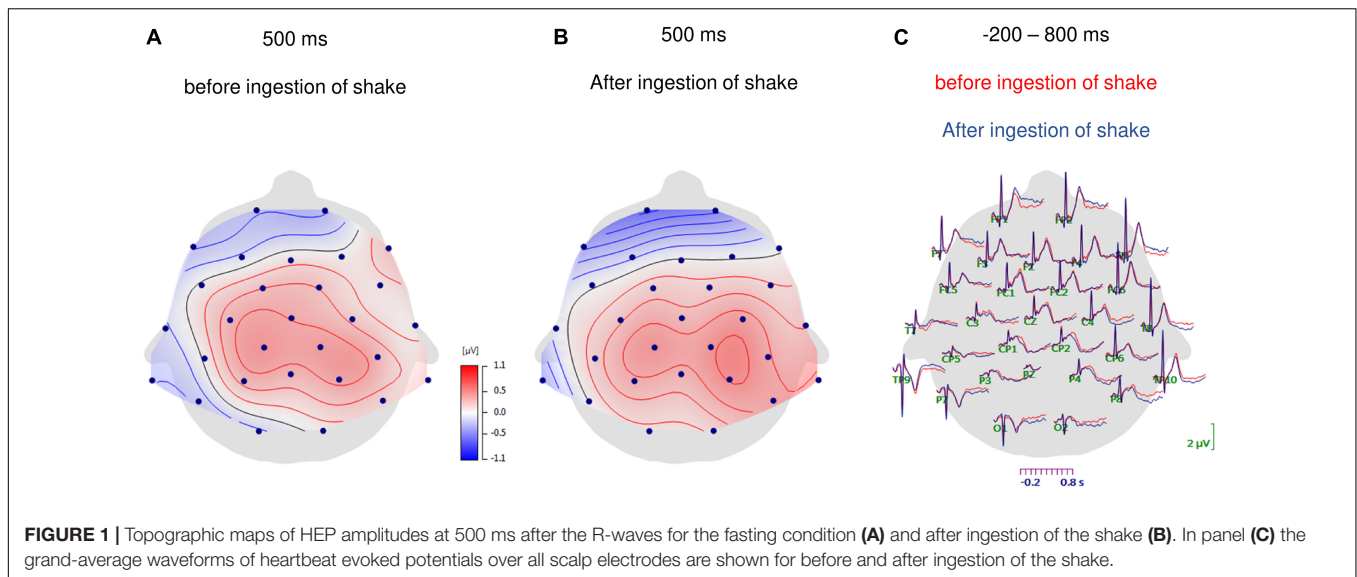 A
500 ms
before ingestion of shake
B
500 ms
After ingestion of shake
C
-200 – 800 ms
before ingestion of shake
After ingestion of shake
[µV]
1.1
0.5
0.0
-0.5
-1.1
FP1
FP2
F7
F3
FZ
F4
F8
FC5
FC1
FC2
FC6
T7
C3
CZ
C4
T8
CP5
CP1
CP2
CP6
TP9
P7
P3
PZ
P4
P8
TP10
O1
O2
2 µV
-0.2 0.8 s
FIGURE 1 | Topographic maps of HEP amplitudes at 500 ms after the R-waves for the fasting condition (A) and after ingestion of the shake (B). In panel (C) the
grand-average waveforms of heartbeat evoked potentials over all scalp electrodes are shown for before and after ingestion of the shake.